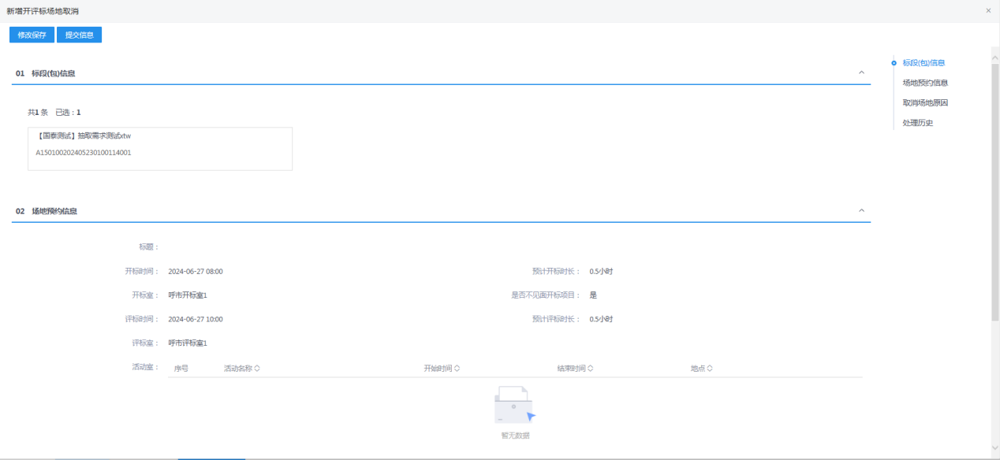 新增开评标场地取消
修改保存 提交信息
标段(包)信息
场地预约信息
取消场地原因
处理历史
01 标段(包)信息
共1 条 已选：1
【国泰测试】抽取需求测试xtw
A150100202405230100114001
02 场地预约信息
标题：
开标时间： 2024-06-27 08:00 预计开标时长： 0.5小时
开标室： 呼市开标室1 是否不见面开标项目： 是
评标时间： 2024-06-27 10:00 预计评标时长： 0.5小时
评标室： 呼市评标室1
活动室： 序号 活动名称 开始时间 结束时间 地点
暂无数据